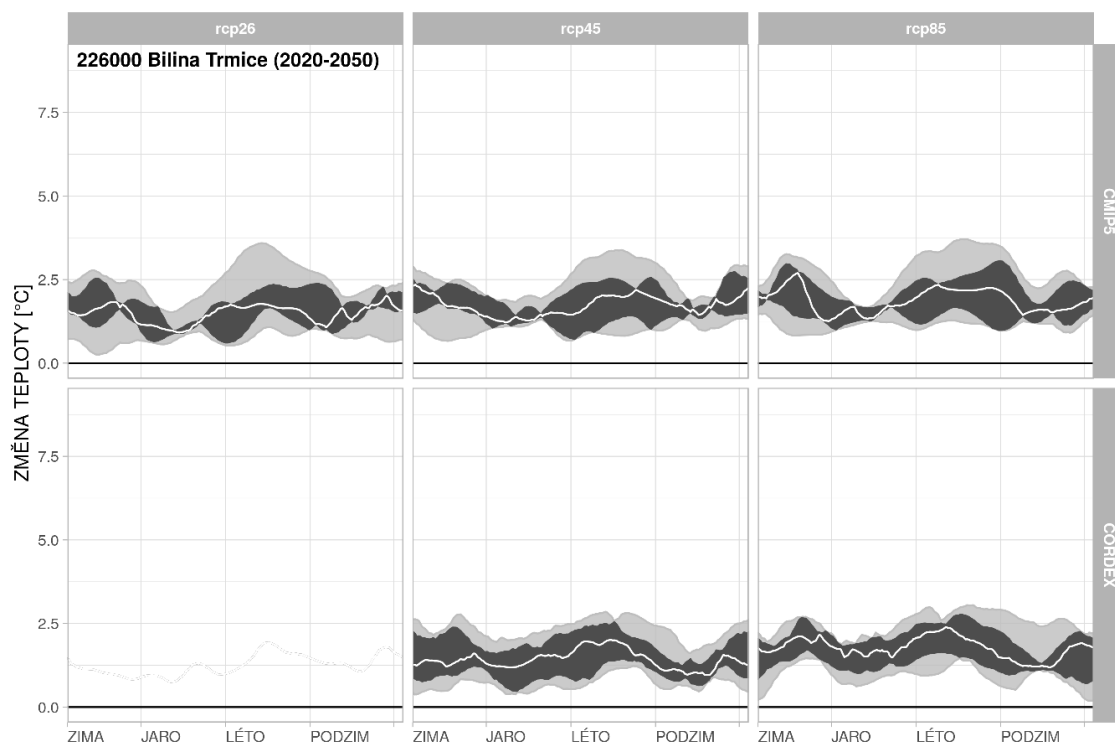 rcp26
rcp45
rcp85
226000 Bilina Trmice (2020-2050)
CMIP5
7.5
5.0
2.5
0.0
ZMĚNA TEPLOTY [°C]
CORDEX
7.5
5.0
2.5
0.0
ZIMA JARO LÉTO PODZIM
ZIMA JARO LÉTO PODZIM
ZIMA JARO LÉTO PODZIM